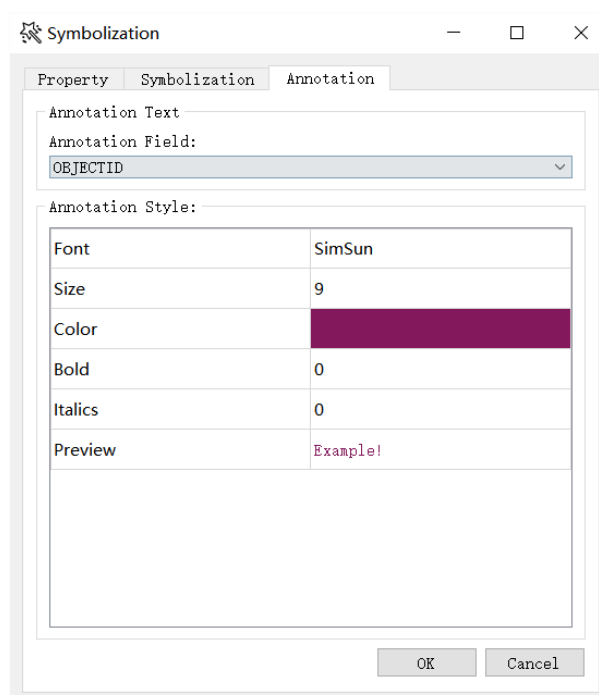 Symbolization
Property Symbolization Annotation
Annotation Text
Annotation Field:
OBJECTID
Annotation Style:
Font SimSun
Size 9
Color
Bold 0
Italics 0
Preview Example!
OK Cancel